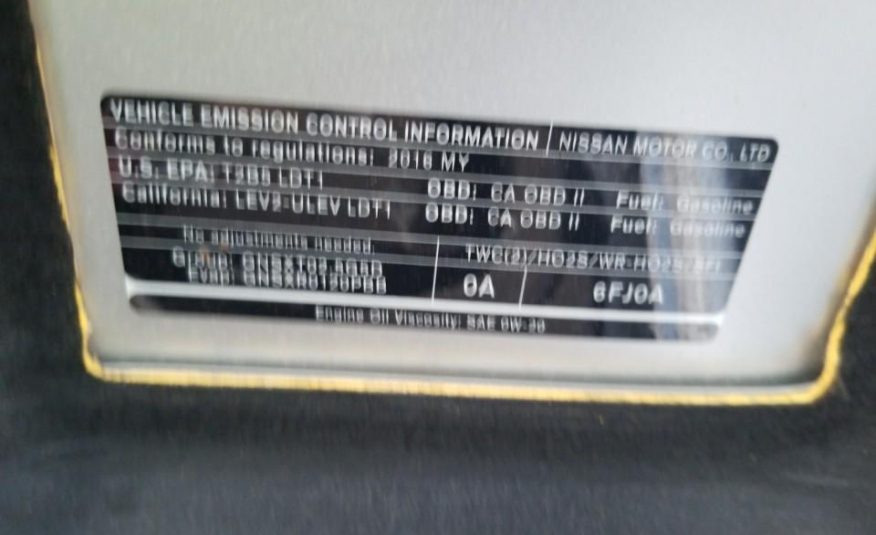 VEHICLE EMISSION CONTROL INFORMATION NISSAN MOTOR CO., LTD
Conforms to regulations: 2016 MY
U.S. EPA: T2B5 LDT1 OBD: CA OBD II Fuel: Gasoline
California: LEV2-ULEV LDT1 OBD: CA OBD II Fuel: Gasoline
No adjustments needed.
TWC(2)/HO2S/WR-HO2S/SFI
Group:
Evap:
0A 6FJ0A
Engine Oil Viscosity: SAE 0W-20